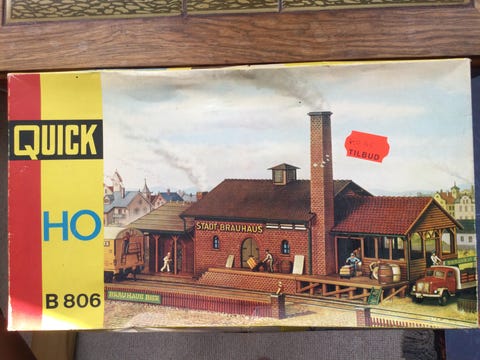 QUICK
HO
B 806
TILBUD
STADT-BRAUHAUS
BRAUHAUS BIER